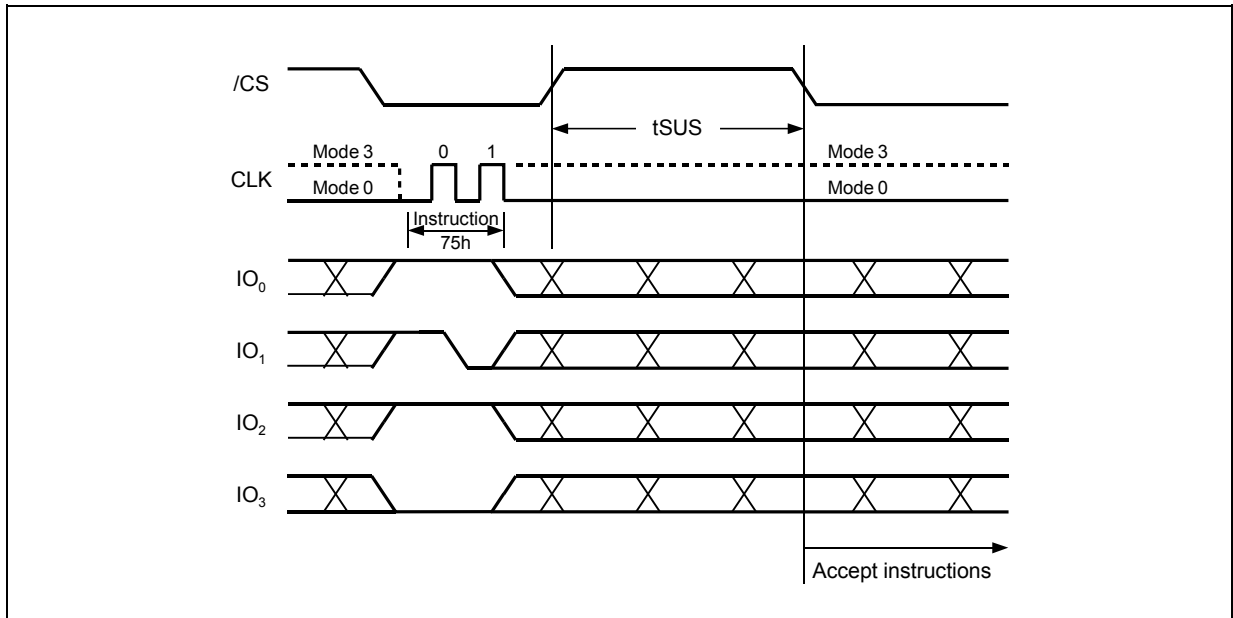 /CS
tSUS
Mode 3 0 1 Mode 3
CLK
Mode 0 Mode 0
Instruction
75h
IO₀
IO₁
IO₂
IO₃
Accept instructions